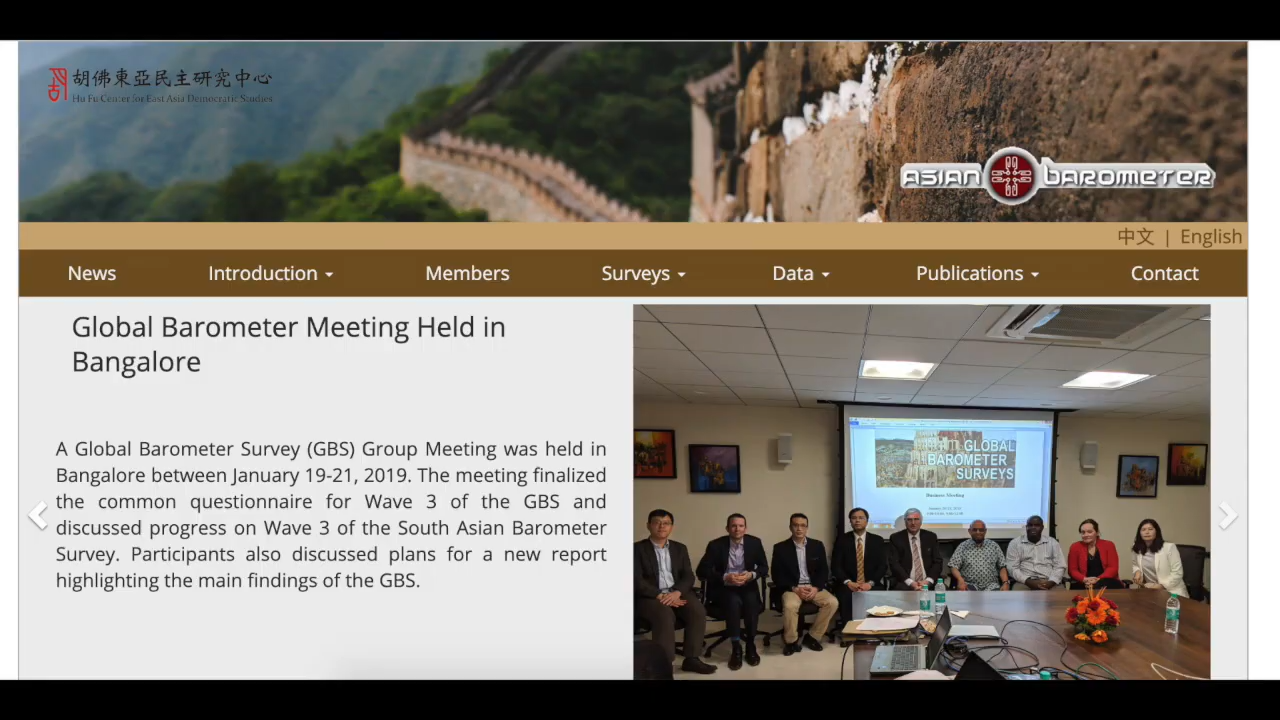 胡佛東亞民主研究中心
Hu Fu Center for East Asia Democratic Studies
ASIAN BAROMETER
中文 | English
News Introduction Members Surveys Data Publications Contact
Global Barometer Meeting Held in
Bangalore
A Global Barometer Survey (GBS) Group Meeting was held in
Bangalore between January 19-21, 2019. The meeting finalized
the common questionnaire for Wave 3 of the GBS and
discussed progress on Wave 3 of the South Asian Barometer
Survey. Participants also discussed plans for a new report
highlighting the main findings of the GBS.
GLOBAL
BAROMETER
SURVEYS
Business Meeting